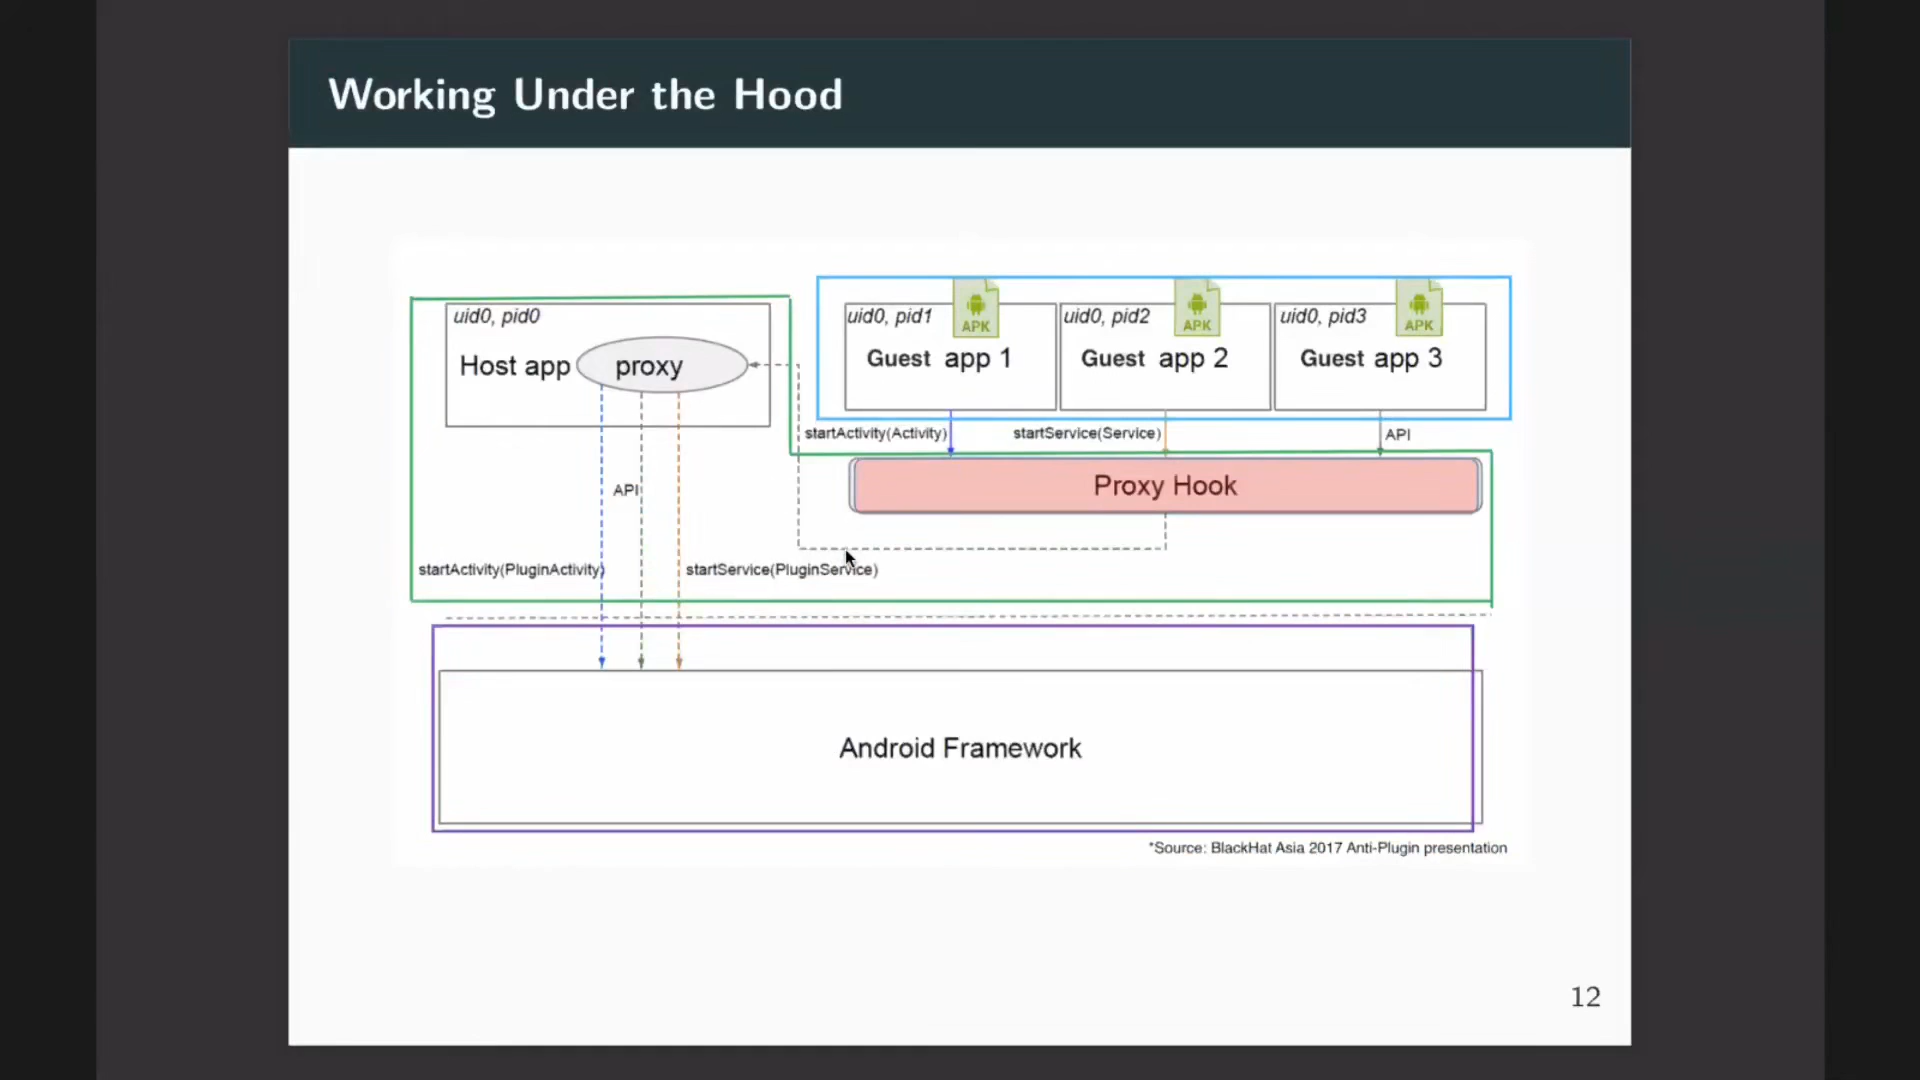 Working Under the Hood
uid0, pid0
Host app proxy
uid0, pid1
APK
Guest app 1
uid0, pid2
APK
Guest app 2
uid0, pid3
APK
Guest app 3
startActivity(Activity)
startService(Service)
API
Proxy Hook
API
startActivity(PluginActivity)
startService(PluginService)
Android Framework
*Source: BlackHat Asia 2017 Anti-Plugin presentation
12